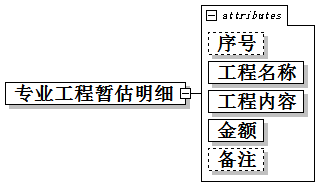 attributes
序号
工程名称
专业工程暂估明细
工程内容
金额
备注